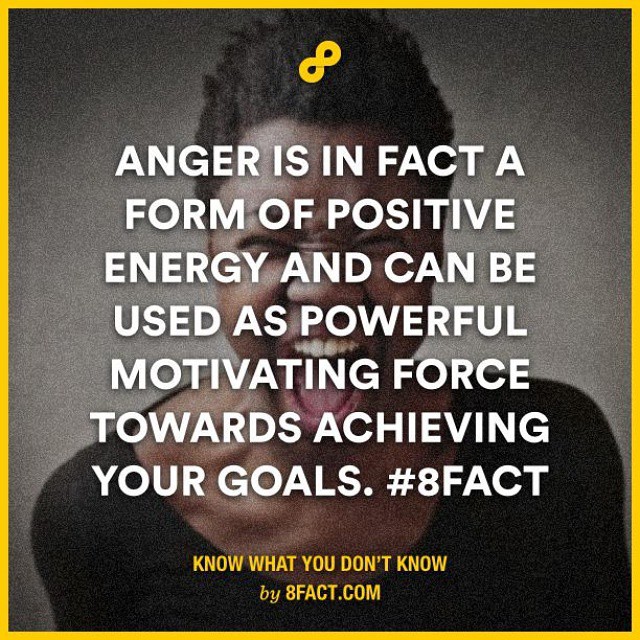 ANGER IS IN FACT A
FORM OF POSITIVE
ENERGY AND CAN BE
USED AS POWERFUL
MOTIVATING FORCE
TOWARDS ACHIEVING
YOUR GOALS. #8FACT
KNOW WHAT YOU DON'T KNOW
by 8FACT.COM